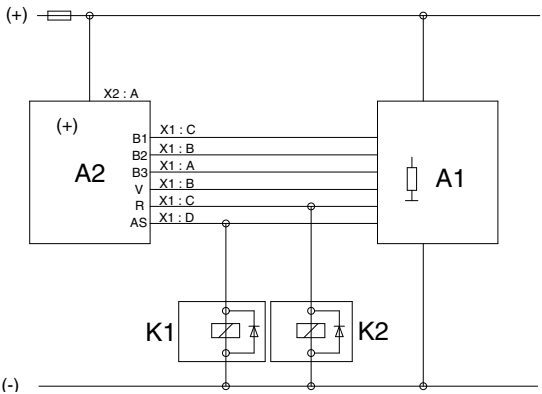 (+)
X2 : A
(+)
A2
B1 X1 : C
B2 X1 : B
B3 X1 : A
V X1 : B
R X1 : C
AS X1 : D
A1
K1
K2
(-)